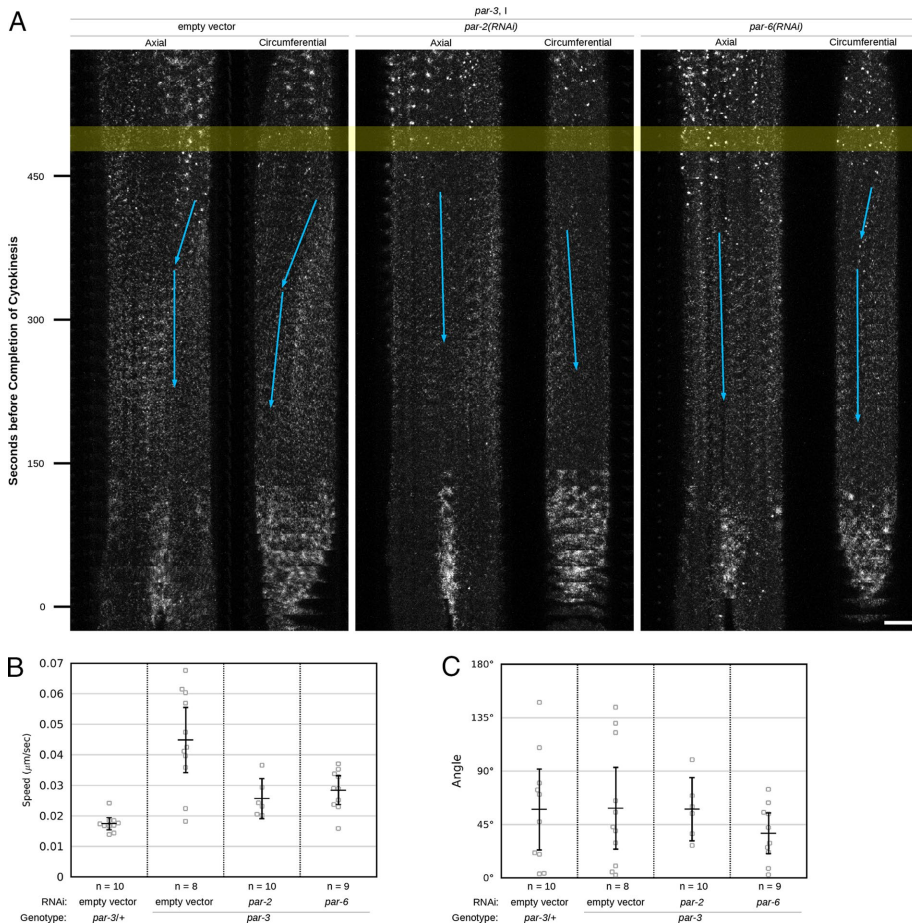 A
par-3, I
empty vector par-2(RNAi) par-6(RNAi)
Axial Circumferential Axial Circumferential Axial Circumferential
Seconds before Completion of Cytokinesis
450
300
150
0
B
Speed (µm/sec)
0.07
0.06
0.05
0.04
0.03
0.02
0.01
0
n = 10 n = 8 n = 10 n = 9
RNAi: empty vector empty vector par-2 par-6
Genotype: par-3/+ par-3
C
Angle
180°
135°
90°
45°
0°
n = 10 n = 8 n = 10 n = 9
RNAi: empty vector empty vector par-2 par-6
Genotype: par-3/+ par-3